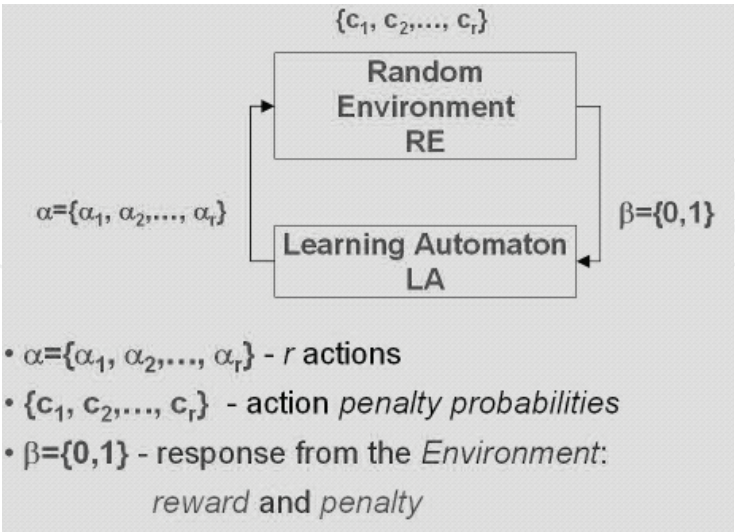 {c₁, c₂,..., cᵣ}
Random
Environment
RE
α={α₁, α₂,..., αᵣ}
β={0,1}
Learning Automaton
LA
• α={α₁, α₂,..., αᵣ} - r actions
• {c₁, c₂,..., cᵣ} - action penalty probabilities
• β={0,1} - response from the Environment:
reward and penalty